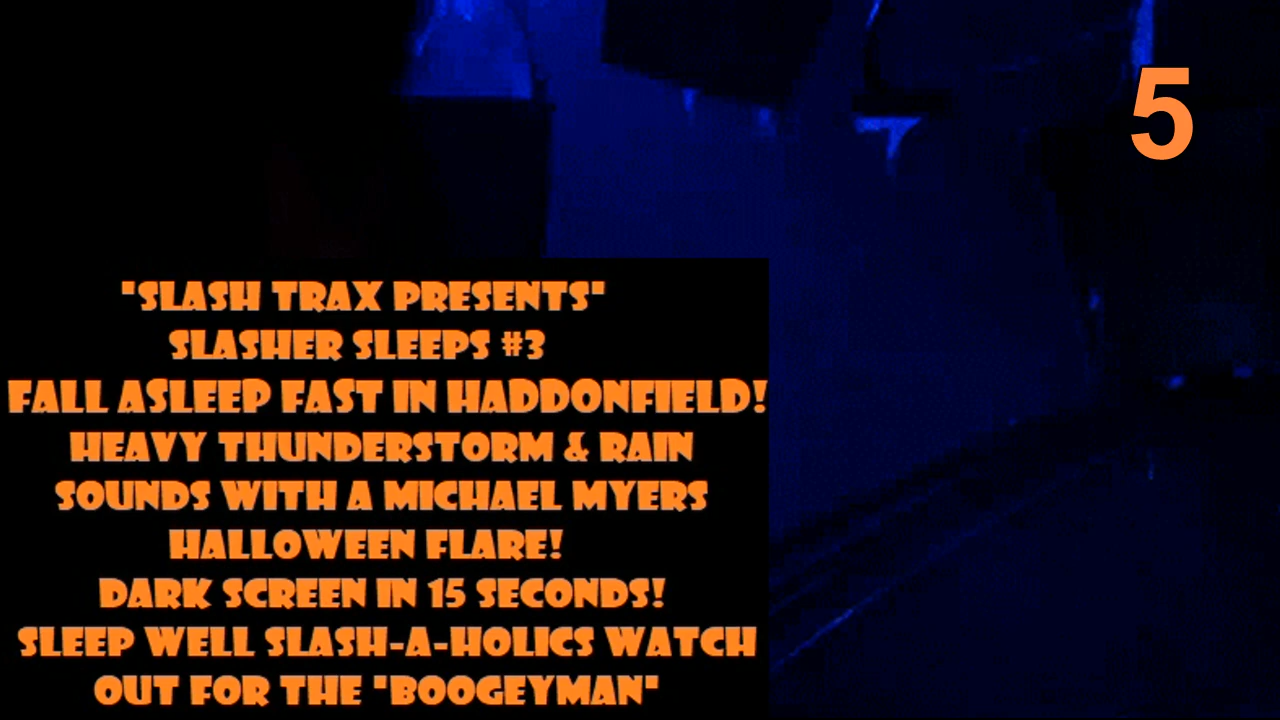 "SLASH TRAX PRESENTS"
SLASHER SLEEPS #3
FALL ASLEEP FAST IN HADDONFIELD!
HEAVY THUNDERSTORM & RAIN
SOUNDS WITH A MICHAEL MYERS
HALLOWEEN FLARE!
DARK SCREEN IN 15 SECONDS!
SLEEP WELL SLASH-A-HOLICS WATCH
OUT FOR THE "BOOGEYMAN"
5